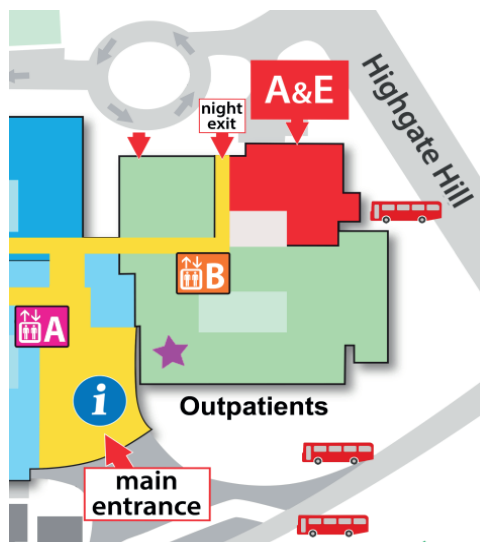 A&E
night
exit
Highgate Hill
B
A
i
Outpatients
main
entrance